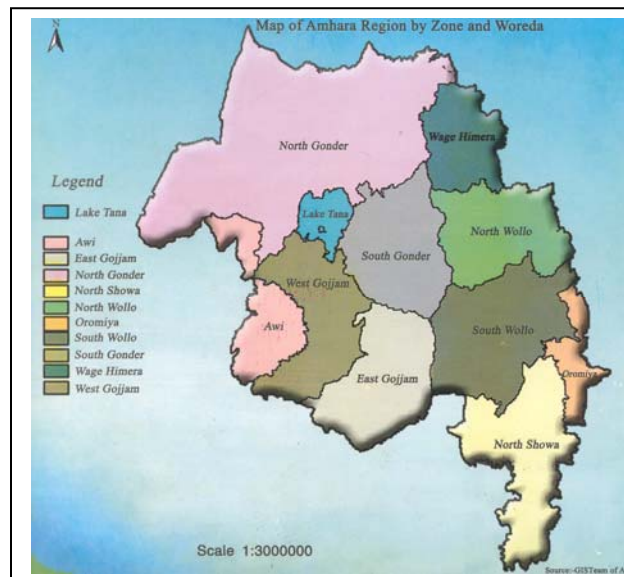 Map of Amhara Region by Zone and Woreda
N
Wage Himera
North Gonder
Legend
Lake Tana
Lake Tana
North Wollo
South Gonder
Awi
East Gojjam
North Gonder
North Showa
North Wollo
Oromiya
South Wollo
South Gonder
Wage Himera
West Gojjam
West Gojjam
Awi
South Wollo
East Gojjam
Oromiya
North Showa
Scale 1:3000000
Source:-GISTeam of A